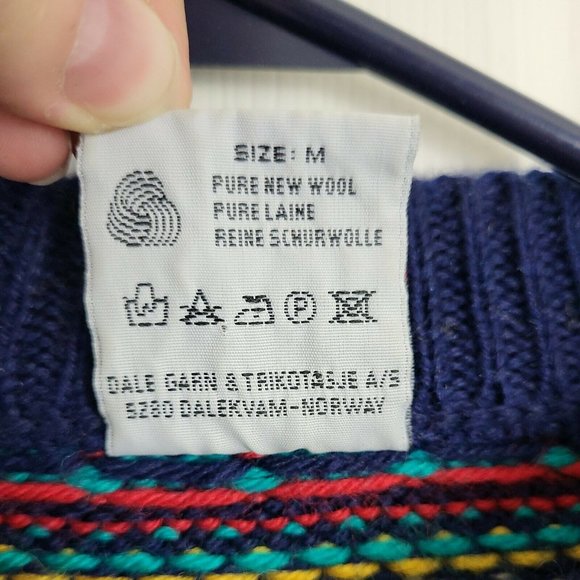 SIZE: M
PURE NEW WOOL
PURE LAINE
REINE SCHURWOLLE
P
DALE GARN & TRIKOTASJE A/S
5280 DALEKVAM-NORWAY